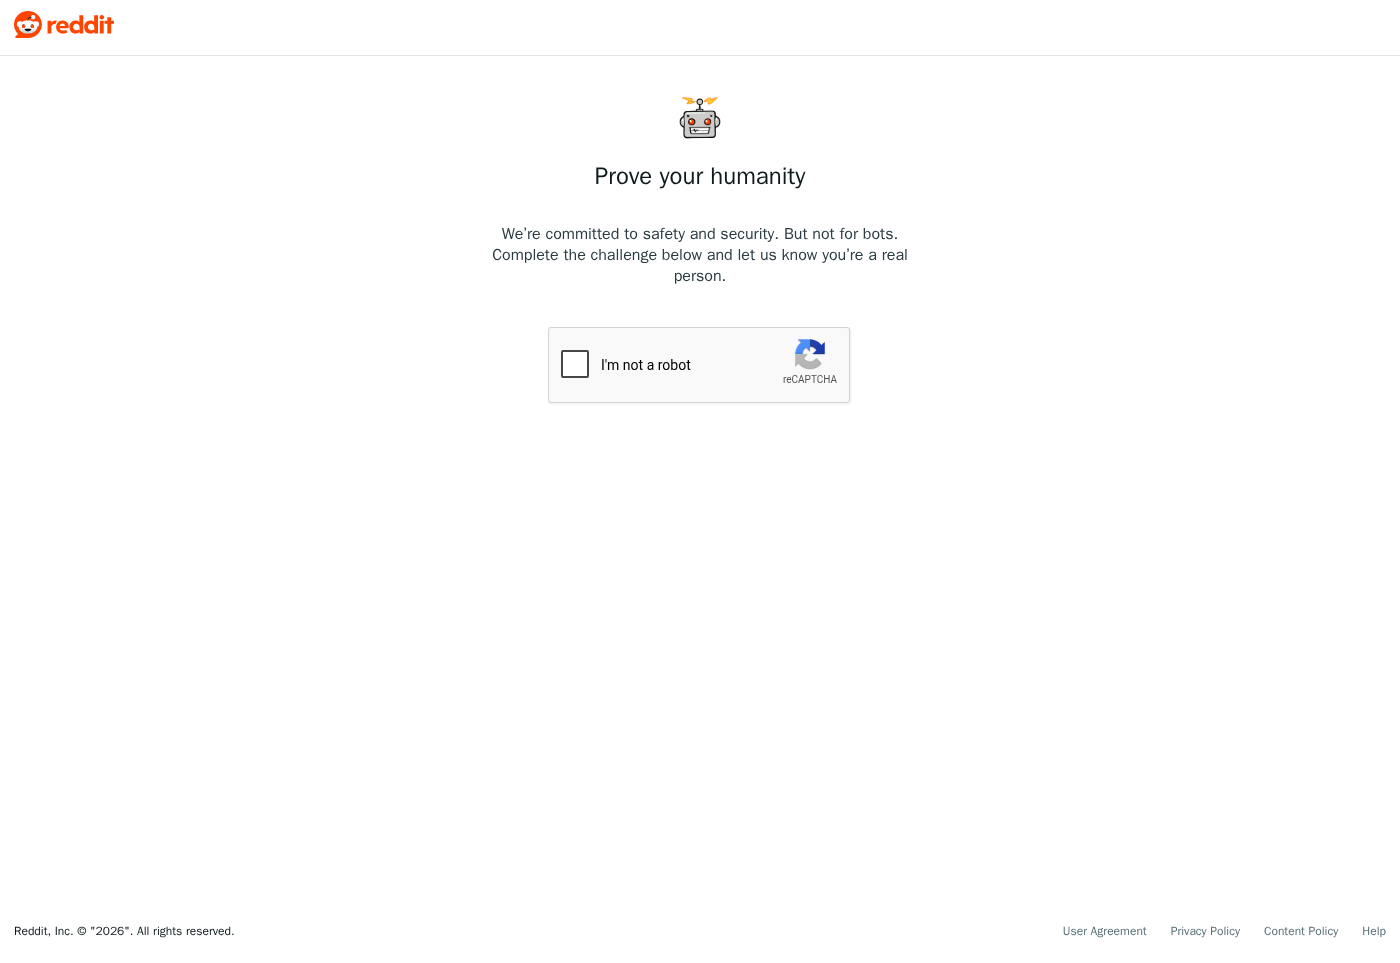 reddit
Prove your humanity
We're committed to safety and security. But not for bots.
Complete the challenge below and let us know you’re a real
person.
I'm not a robot
reCAPTCHA
Reddit, Inc. © "2026". All rights reserved.
User Agreement
Privacy Policy
Content Policy
Help